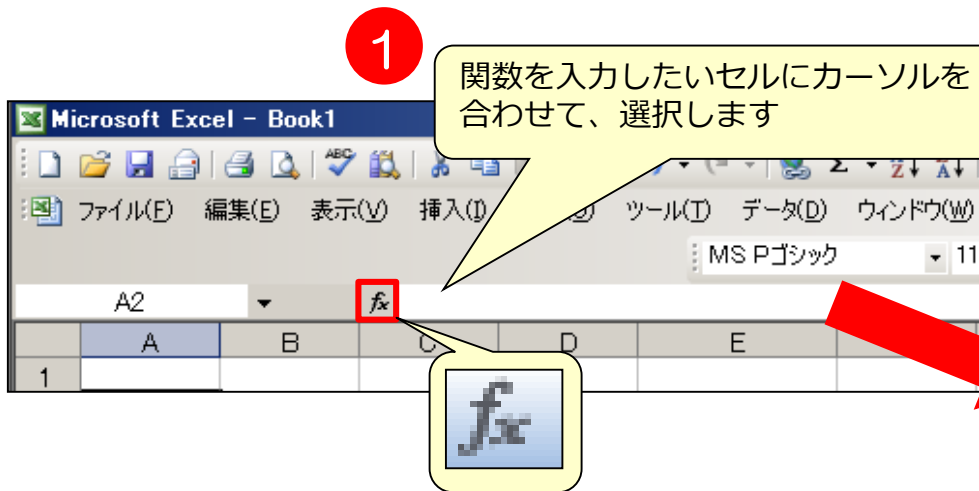 1
関数を入力したいセルにカーソルを
合わせて、選択します
Microsoft Excel - Book1
ABC
Σ
ファイル(F) 編集(E) 表示(V) 挿入(I) ツール(T) データ(D) ウィンドウ(W)
MS Pゴシック 11
A2 fx
A B C D E
1
fx